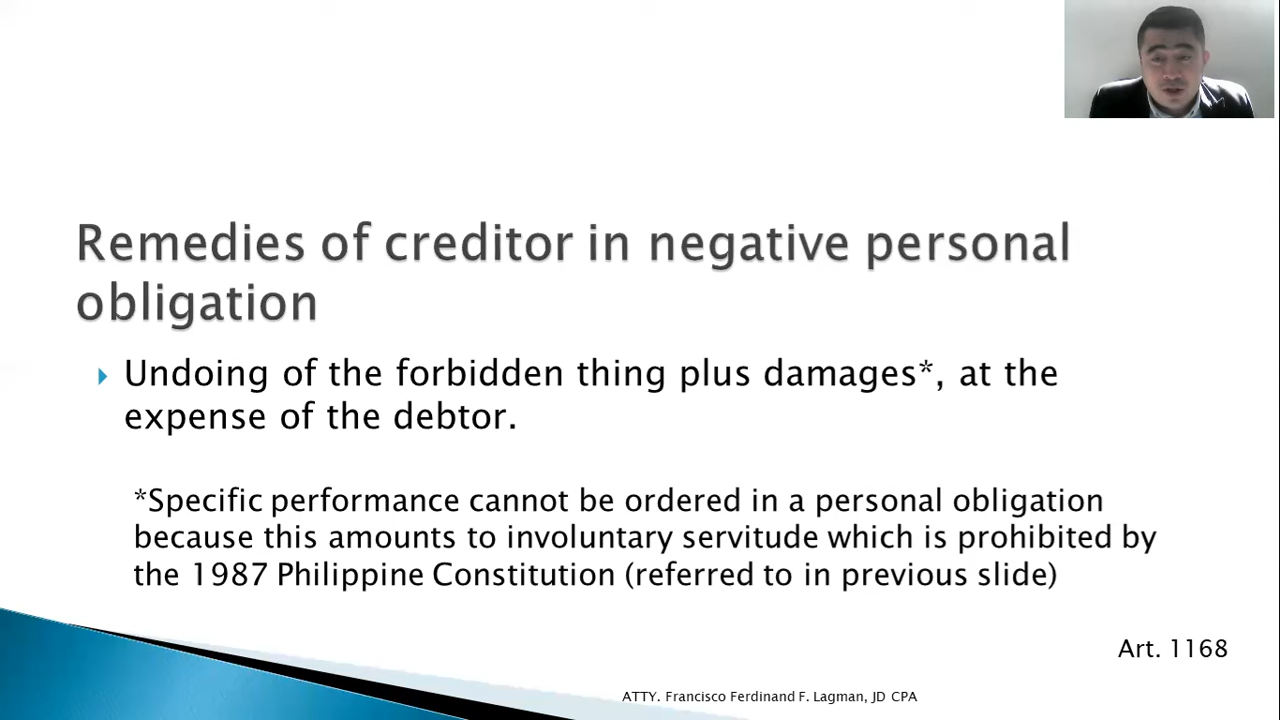 Remedies of creditor in negative personal
obligation
Undoing of the forbidden thing plus damages*, at the
expense of the debtor.
*Specific performance cannot be ordered in a personal obligation
because this amounts to involuntary servitude which is prohibited by
the 1987 Philippine Constitution (referred to in previous slide)
Art. 1168
ATTY. Francisco Ferdinand F. Lagman, JD CPA